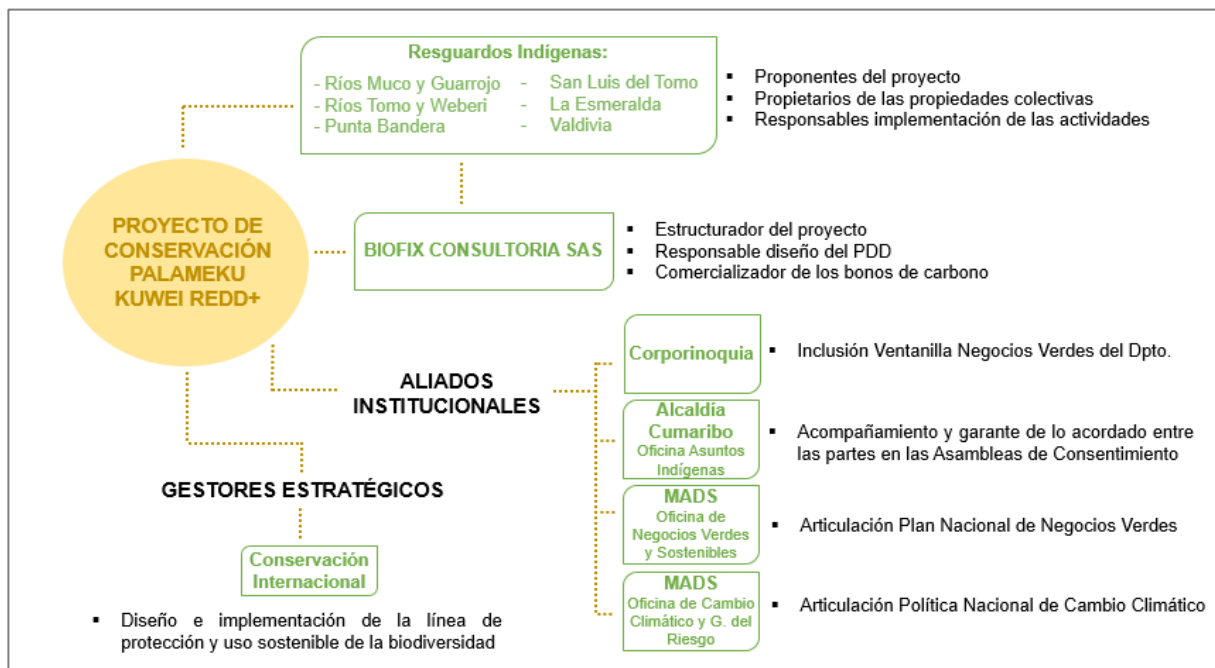 Resguardos Indígenas:
- Ríos Muco y Guarrojo - San Luis del Tomo
- Ríos Tomo y Weberi - La Esmeralda
- Punta Bandera - Valdivia
▪ Proponentes del proyecto
▪ Propietarios de las propiedades colectivas
▪ Responsables implementación de las actividades
PROYECTO DE
CONSERVACIÓN
PALAMEKU
KUWEI REDD+
BIOFIX CONSULTORIA SAS
▪ Estructurador del proyecto
▪ Responsable diseño del PDD
▪ Comercializador de los bonos de carbono
ALIADOS
INSTITUCIONALES
Corporinoquia
▪ Inclusión Ventanilla Negocios Verdes del Dpto.
Alcaldía
Cumaribo
Oficina Asuntos
Indígenas
▪ Acompañamiento y garante de lo acordado entre
las partes en las Asambleas de Consentimiento
MADS
Oficina de
Negocios Verdes
y Sostenibles
▪ Articulación Plan Nacional de Negocios Verdes
MADS
Oficina de Cambio
Climático y G. del
Riesgo
▪ Articulación Política Nacional de Cambio Climático
GESTORES ESTRATÉGICOS
Conservación
Internacional
▪ Diseño e implementación de la línea de
protección y uso sostenible de la biodiversidad